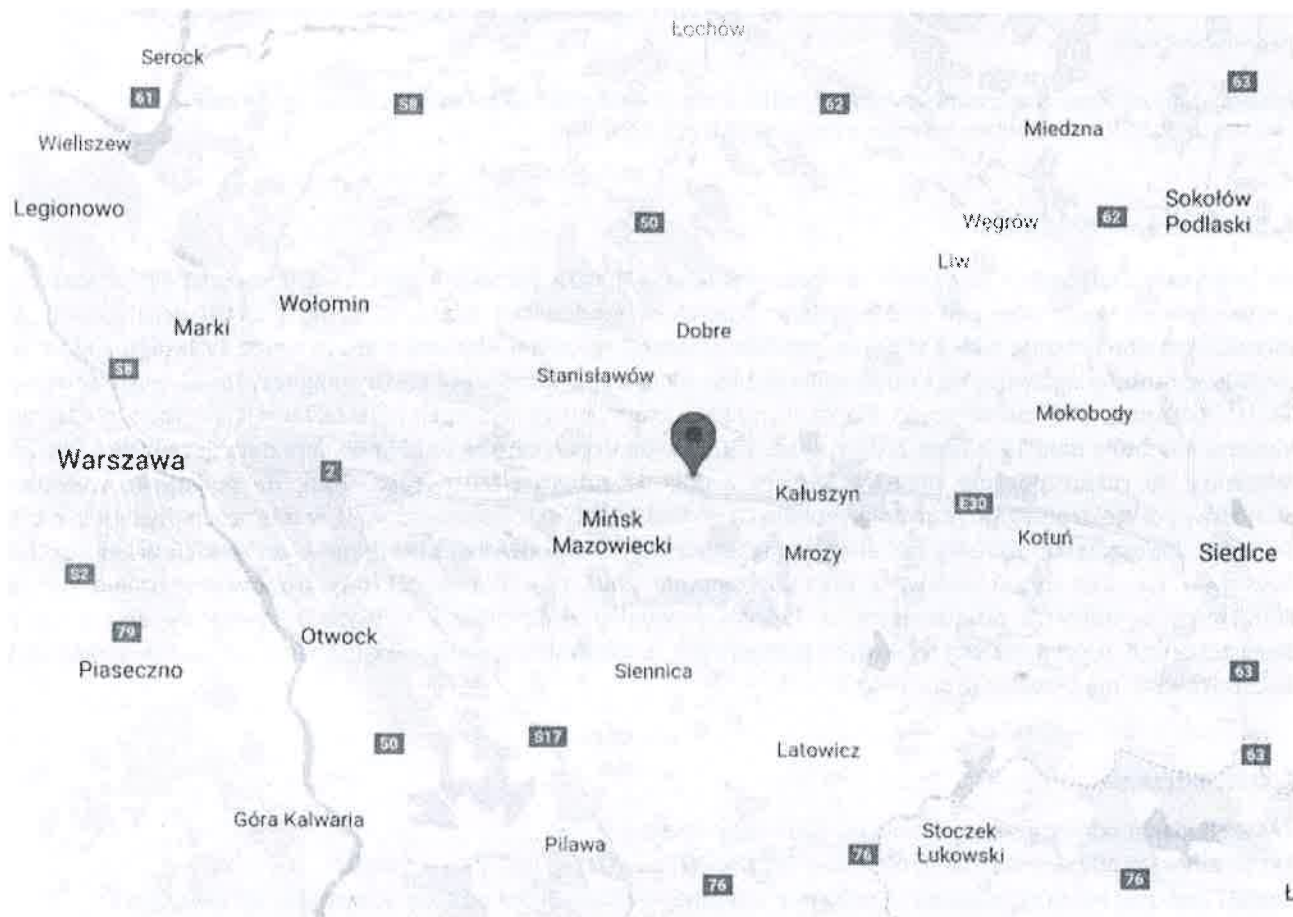 Łochów
Serock
61
S8
62
63
Wieliszew
Miedzna
Legionowo
50
Węgrów
62
Sokołów
Podlaski
Liw
Wołomin
Marki
Dobre
S8
Stanisławów
Mokobody
Warszawa
2
Kałuszyn
E30
Mińsk
Mazowiecki
Mrozy
Kotuń
Siedlce
S2
79
Otwock
Piaseczno
Siennica
63
50
S17
Latowicz
63
Góra Kalwaria
Pilawa
76
Stoczek
Łukowski
76
76
Ł